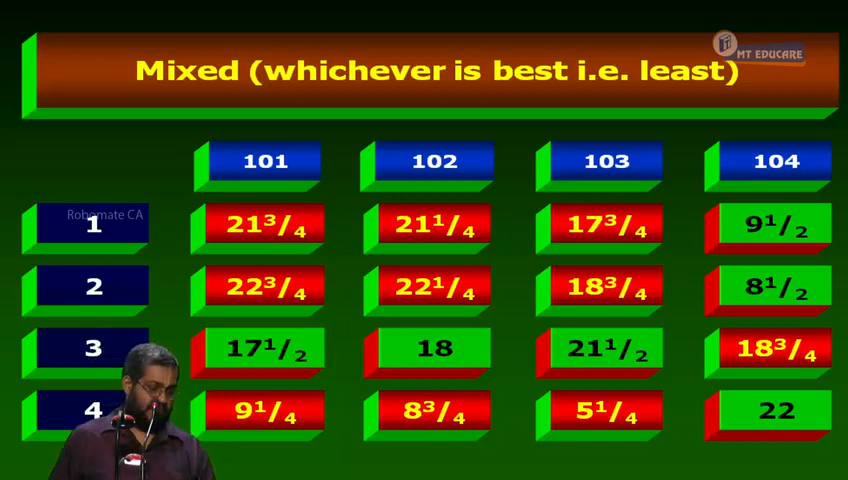 MT EDUCARE
Mixed (whichever is best i.e. least)
101 102 103 104
Robomate CA
1 21³/₄ 21¹/₄ 17³/₄ 9¹/₂
2 22³/₄ 22¹/₄ 18³/₄ 8¹/₂
3 17¹/₂ 18 21¹/₂ 18³/₄
4 9¹/₄ 8³/₄ 5¹/₄ 22